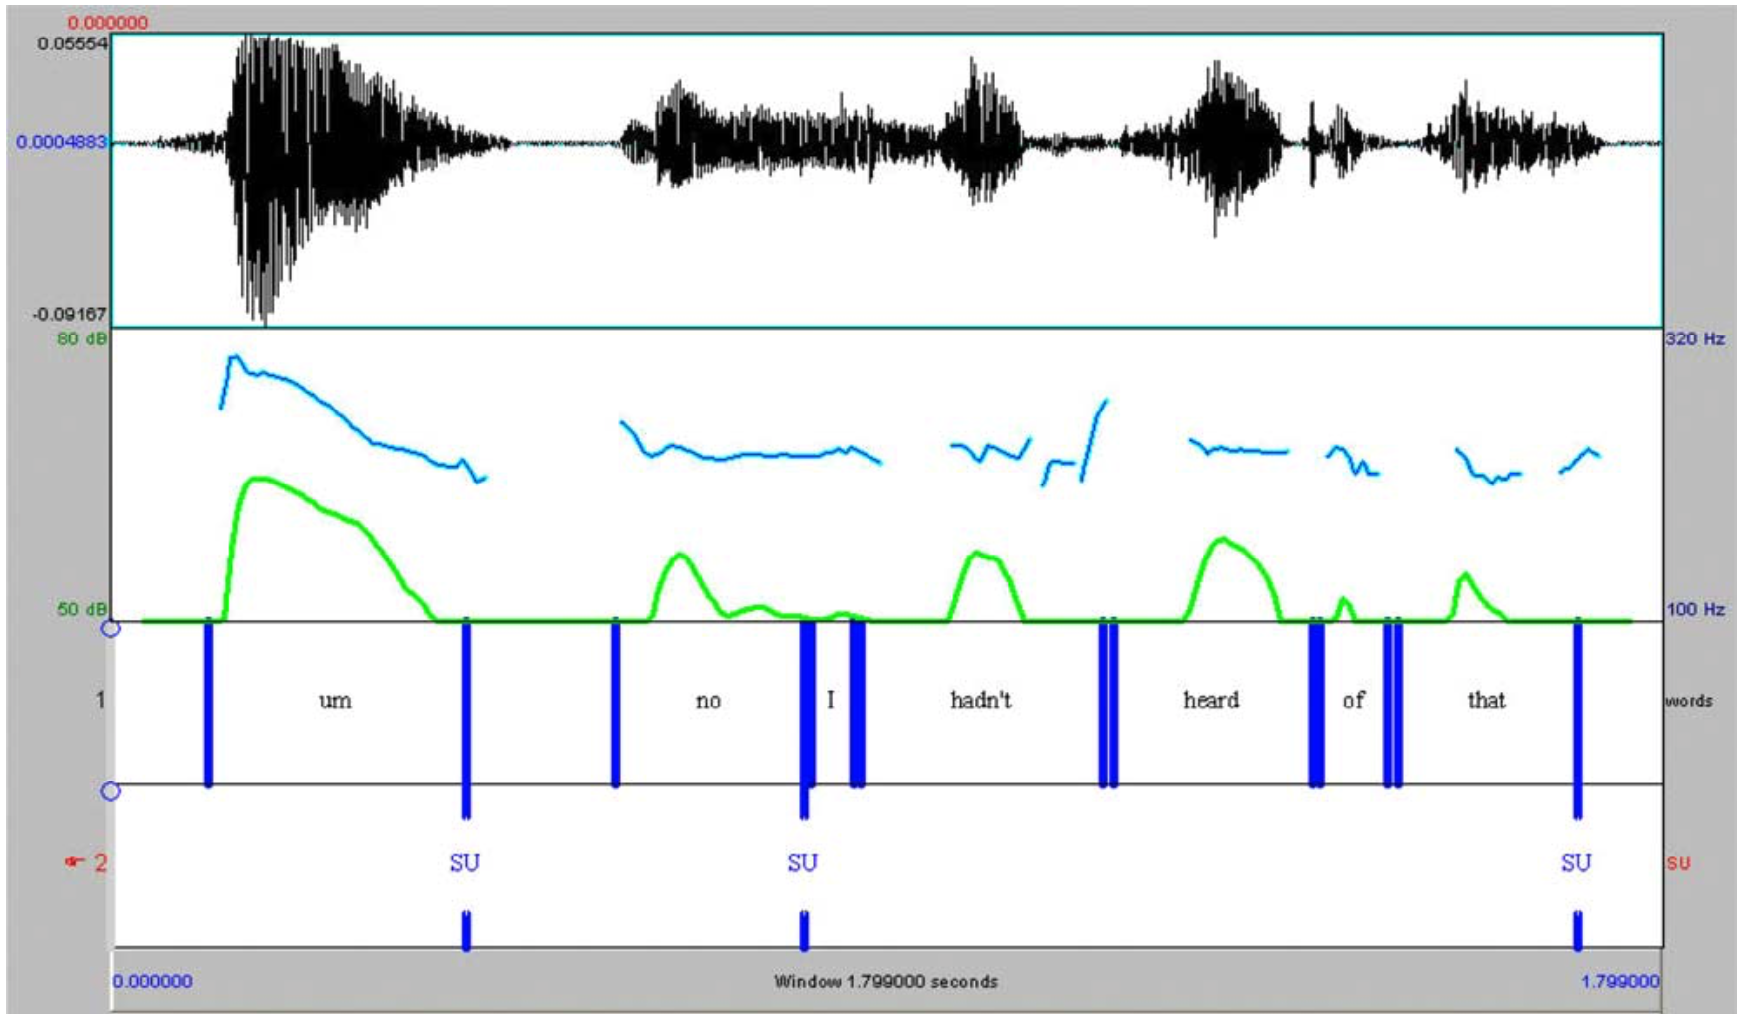 0.000000
0.05554
0.0004883
-0.09167
80 dB 320 Hz
50 dB 100 Hz
1 um no I hadn't heard of that words
2 SU SU SU SU
0.000000 Window 1.799000 seconds 1.799000